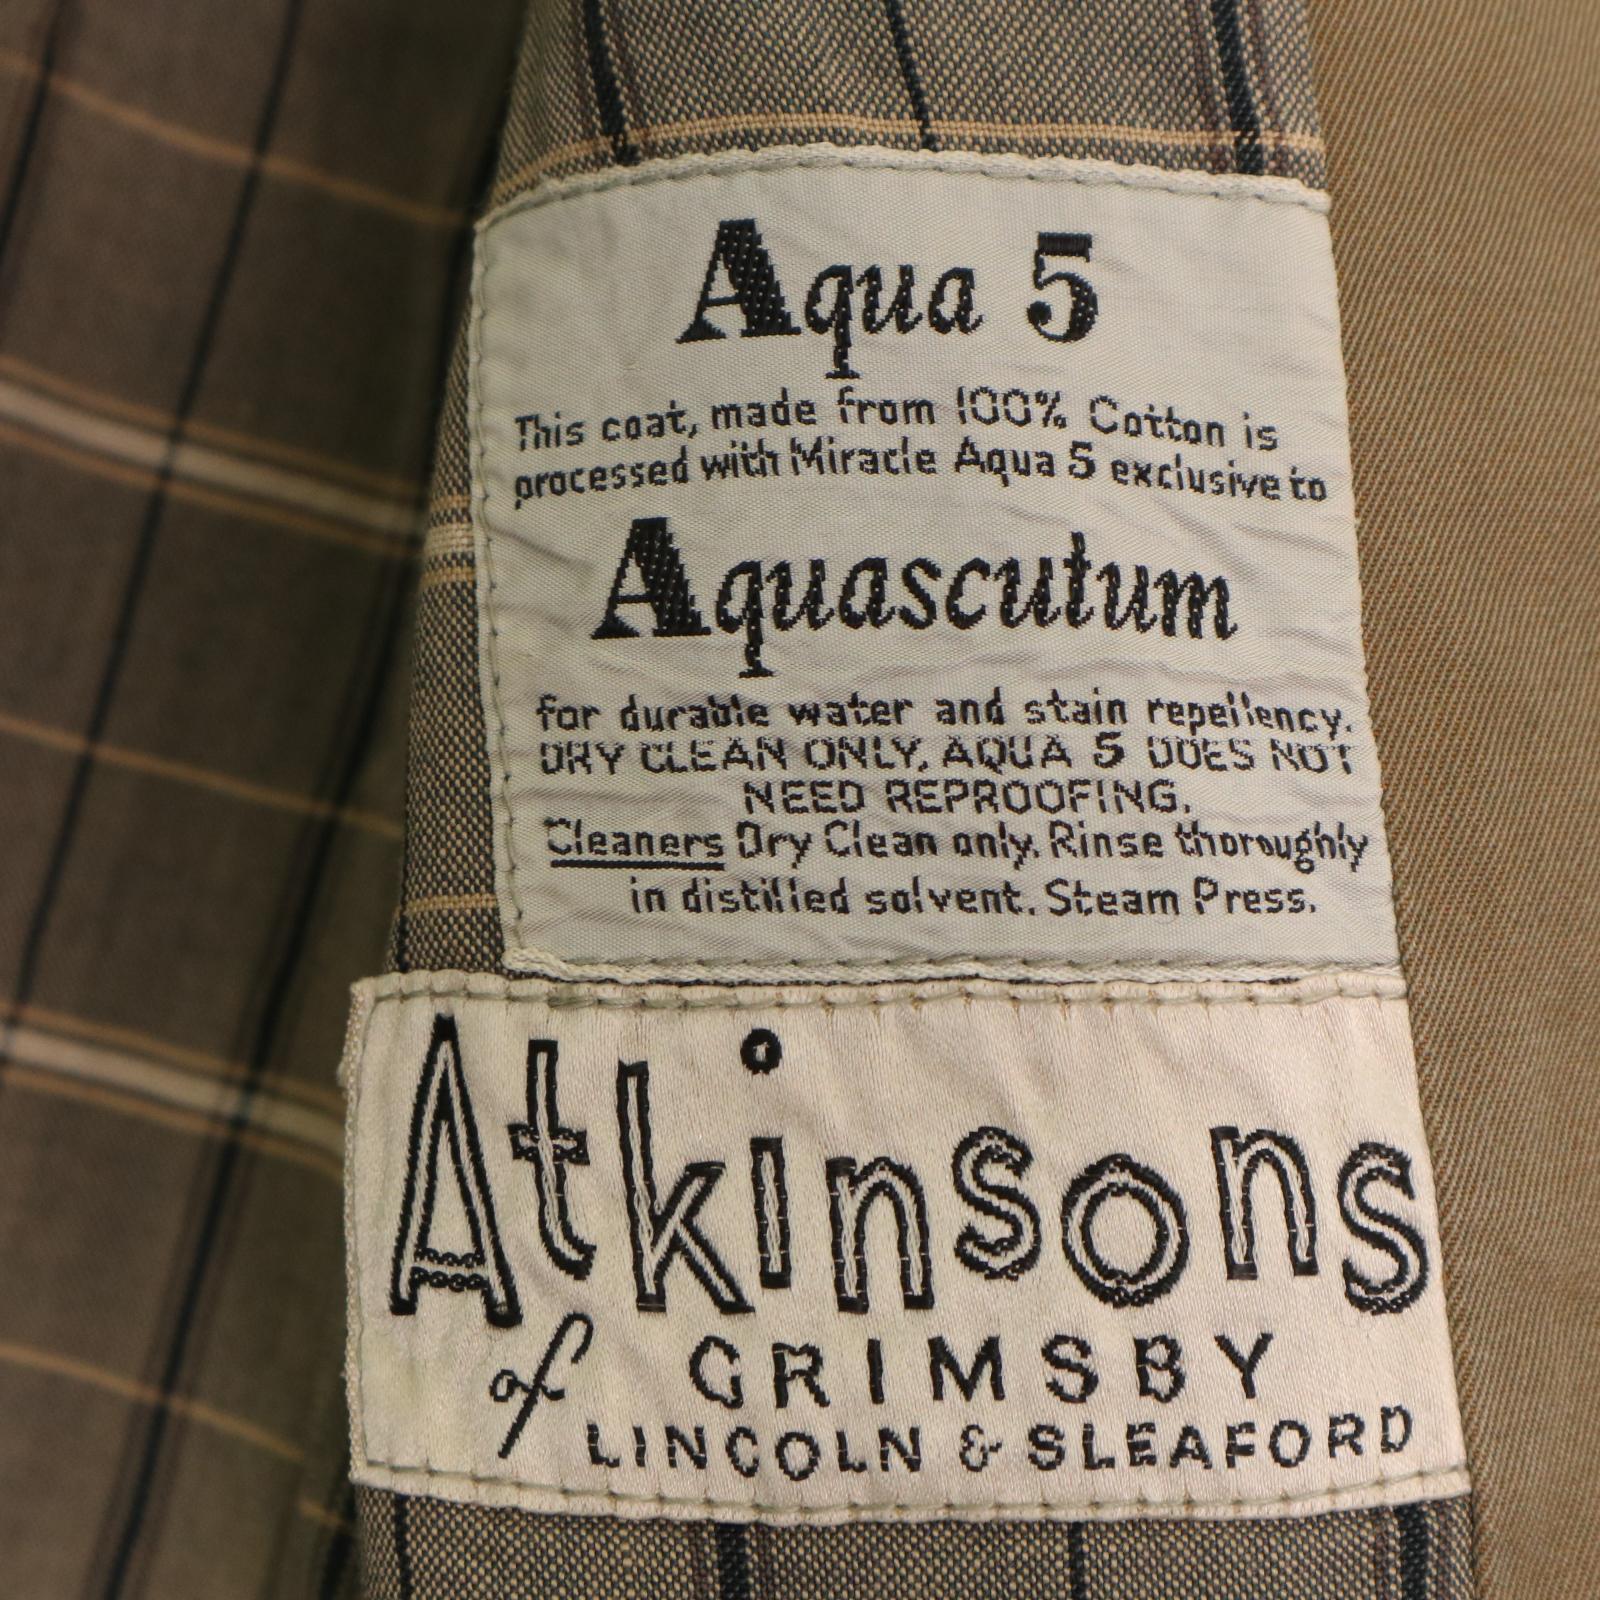 Aqua 5
This coat, made from 100% Cotton is
processed with Miracle Aqua 5 exclusive to
Aquascutum
for durable water and stain repellency.
DRY CLEAN ONLY, AQUA 5 DOES NOT
NEED REPROOFING.
Cleaners Dry Clean only. Rinse thoroughly
in distilled solvent. Steam Press.
Atkinsons
of GRIMSBY
LINCOLN & SLEAFORD